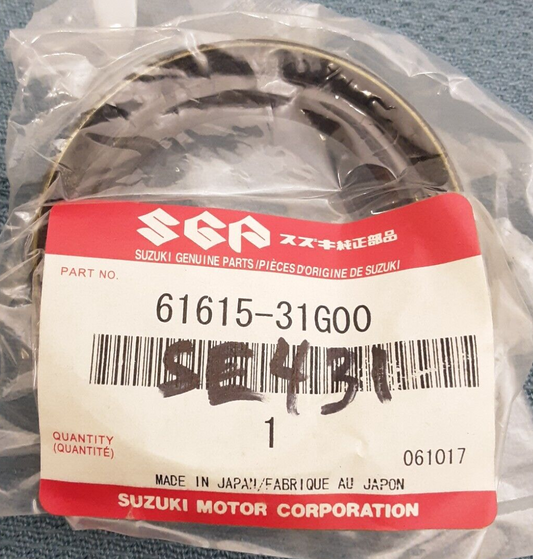 SGP スズキ純正部品
SUZUKI GENUINE PARTS/PIÈCES D'ORIGINE DE SUZUKI
PART NO.
61615-31G00
SE431
1
QUANTITY
(QUANTITÉ)
061017
MADE IN JAPAN/FABRIQUE AU JAPON
SUZUKI MOTOR CORPORATION